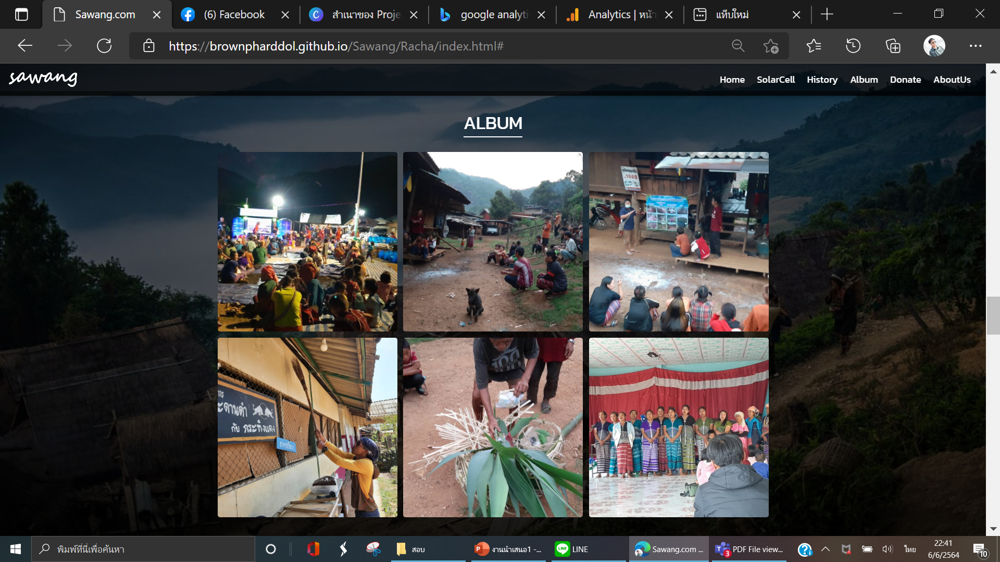 Sawang.com
(6) Facebook
สำเนาของ Proje
google analyti
Analytics | หน้า
แท็บใหม่
https://brownpharddol.github.io/Sawang/Racha/index.html#
sawang
Home
SolarCell
History
Album
Donate
AboutUs
ALBUM
1669
การ
ะดานดำ
กับ กระทิงแดง
พิมพ์ที่นี่เพื่อค้นหา
สอบ
งานนำเสนอ1 -...
LINE
LINE
Sawang.com ...
3
PDF File view...
ไทย
22:41
6/6/2564
10